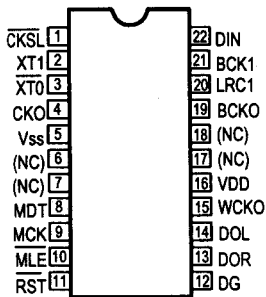 CKSL 1 22 DIN
XT1 2 21 BCK1
XT0 3 20 LRC1
CKO 4 19 BCKO
Vss 5 18 (NC)
(NC) 6 17 (NC)
(NC) 7 16 VDD
MDT 8 15 WCKO
MCK 9 14 DOL
MLE 10 13 DOR
RST 11 12 DG